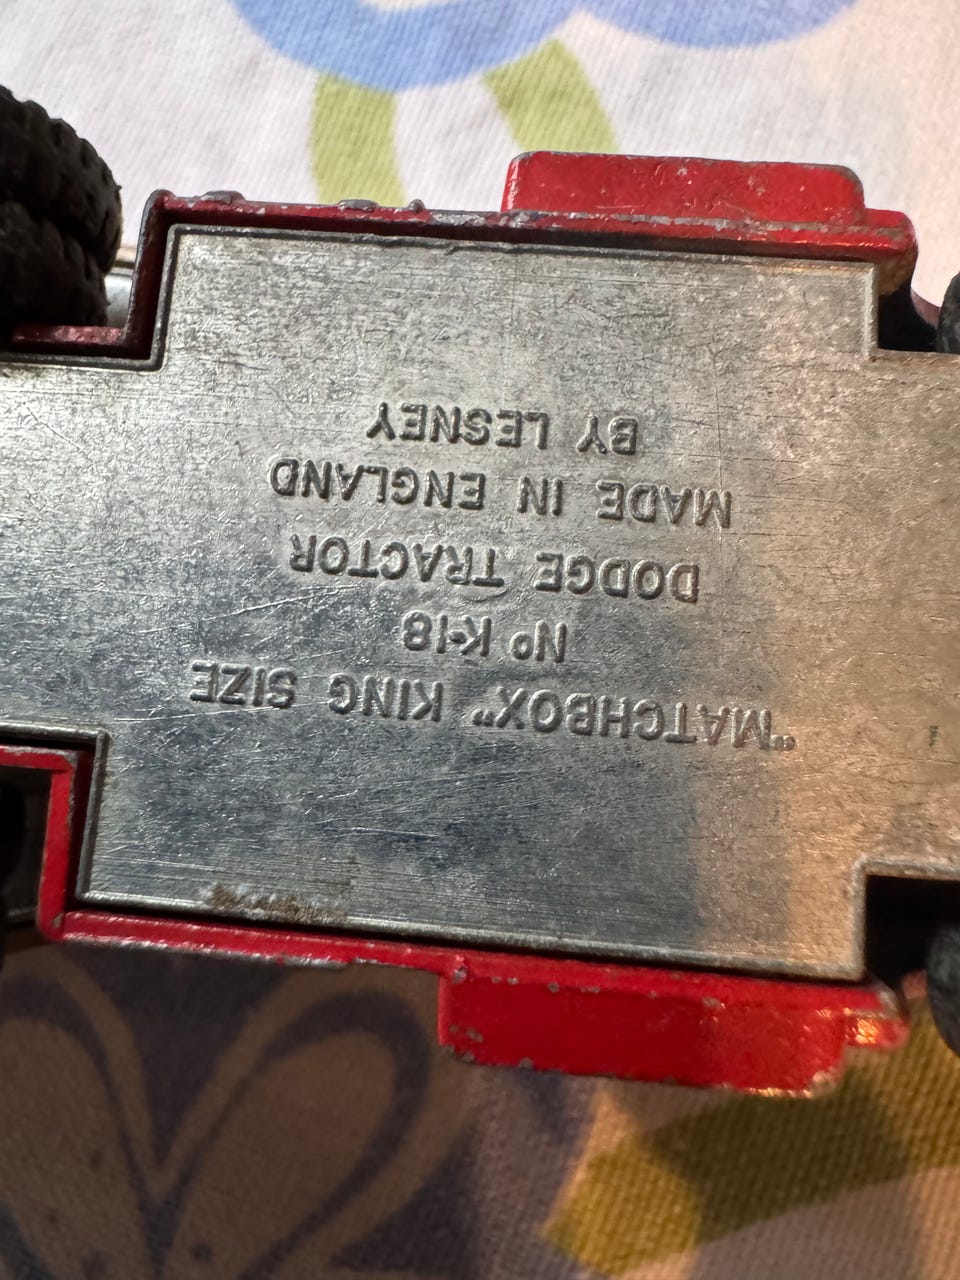 "MATCHBOX" KING SIZE
Nº K-18
DODGE TRACTOR
MADE IN ENGLAND
BY LESNEY